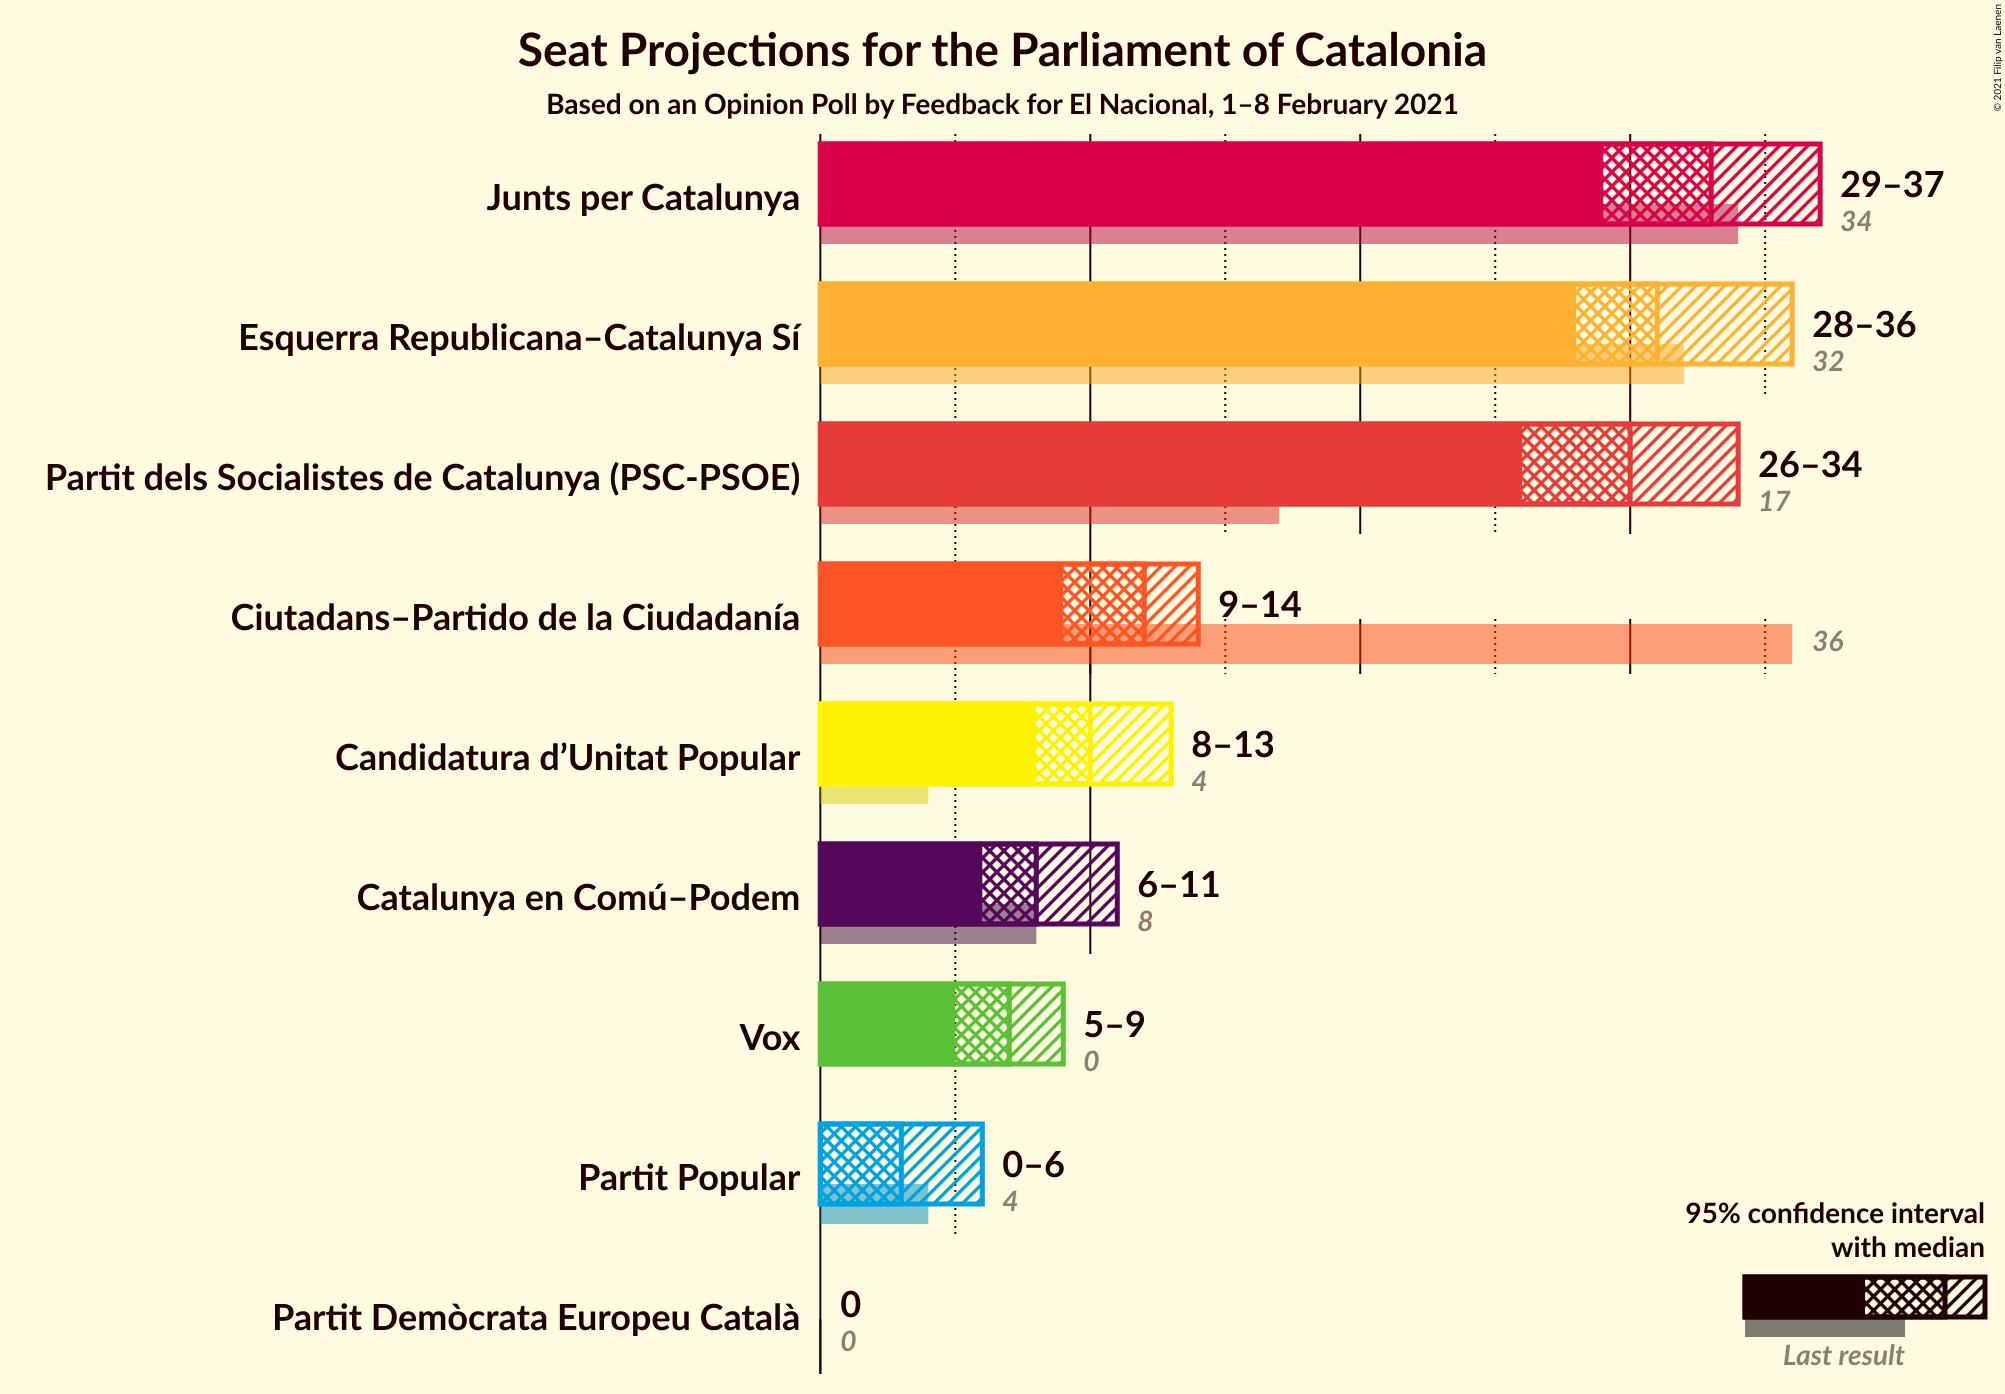 Seat Projections for the Parliament of Catalonia
Based on an Opinion Poll by Feedback for El Nacional, 1–8 February 2021
© 2021 Filip van Laenen
Junts per Catalunya
29–37
34
Esquerra Republicana–Catalunya Sí
28–36
32
Partit dels Socialistes de Catalunya (PSC-PSOE)
26–34
17
Ciutadans–Partido de la Ciudadanía
9–14
36
Candidatura d’Unitat Popular
8–13
4
Catalunya en Comú–Podem
6–11
8
Vox
5–9
0
Partit Popular
0–6
4
Partit Demòcrata Europeu Català
0
0
95% confidence interval
with median
Last result